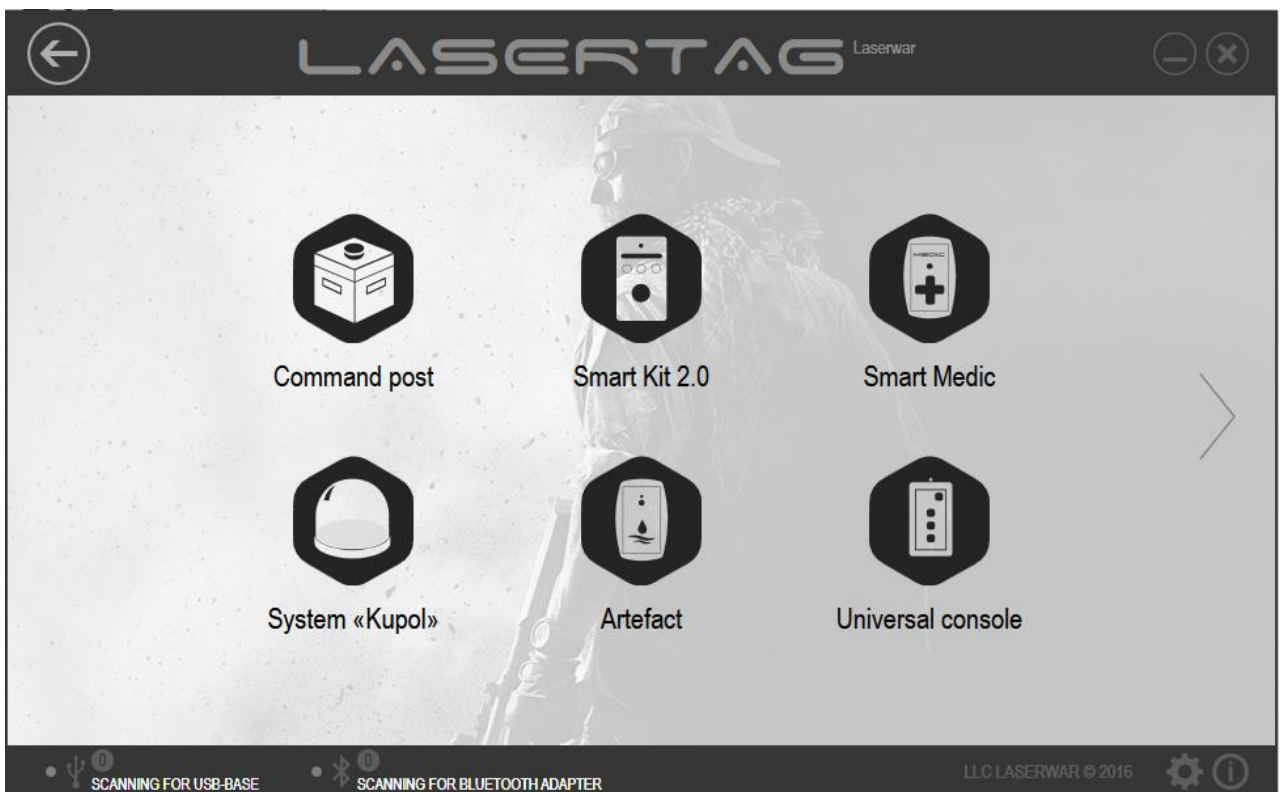 LASERTAG Laserwar
Command post
Smart Kit 2.0
MEDIC
Smart Medic
System «Kupol»
Artefact
Universal console
0
SCANNING FOR USB-BASE
0
SCANNING FOR BLUETOOTH ADAPTER
LLC LASERWAR © 2016